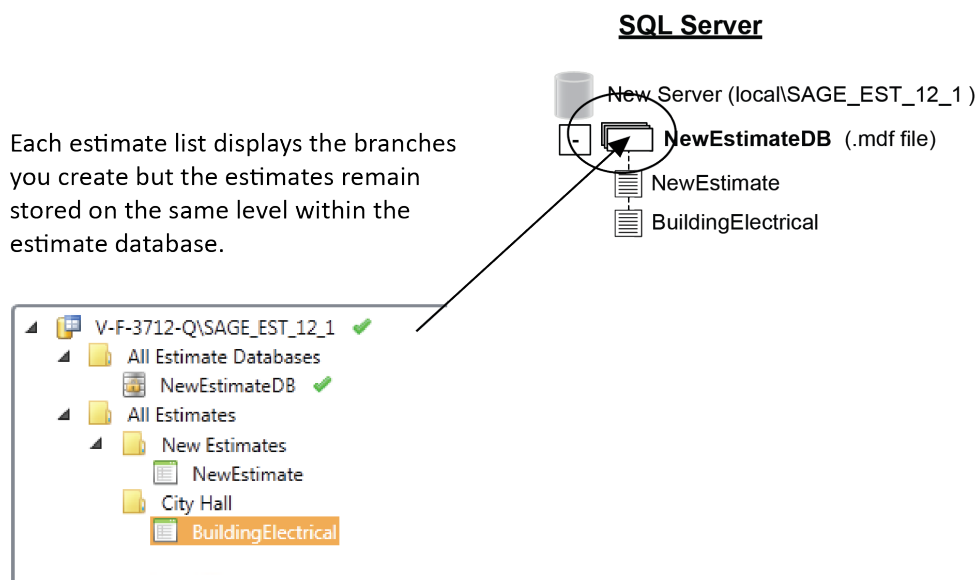 SQL Server
New Server (local\SAGE_EST_12_1 )
NewEstimateDB (.mdf file)
NewEstimate
BuildingElectrical
Each estimate list displays the branches
you create but the estimates remain
stored on the same level within the
estimate database.
V-F-3712-Q\SAGE_EST_12_1
All Estimate Databases
NewEstimateDB
All Estimates
New Estimates
NewEstimate
City Hall
BuildingElectrical